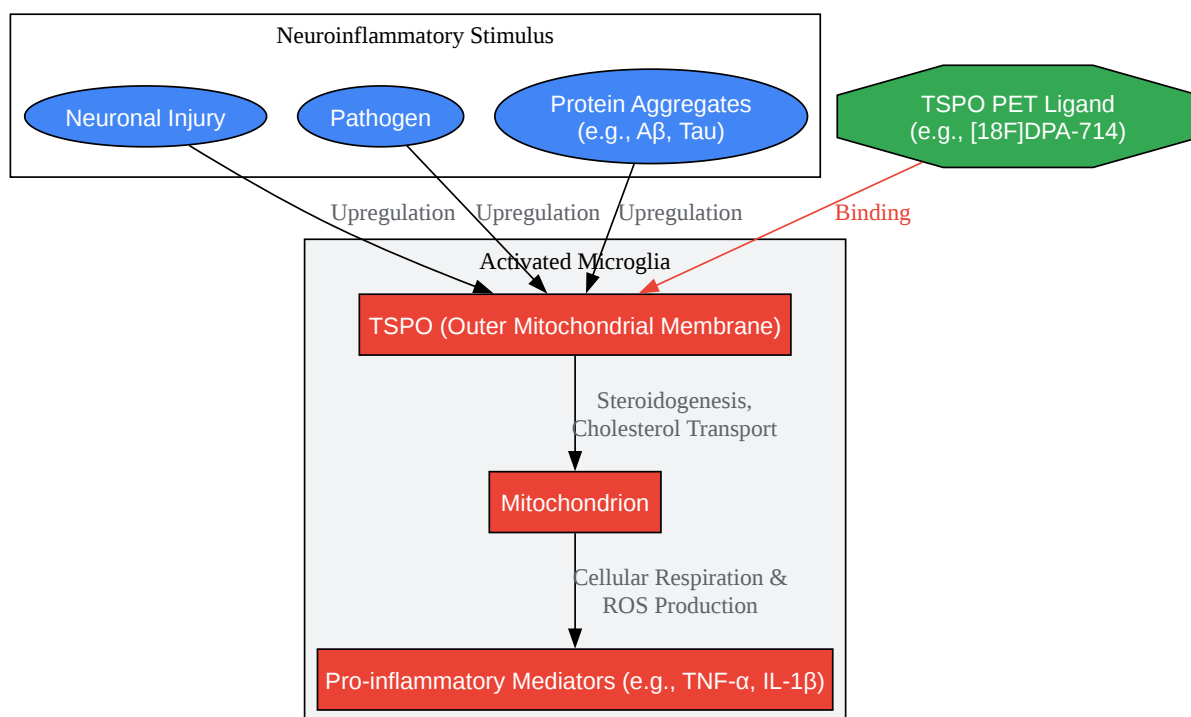 Neuroinflammatory Stimulus
Neuronal Injury
Pathogen
Protein Aggregates
(e.g., Aβ, Tau)
TSPO PET Ligand
(e.g., [18F]DPA-714)
Upregulation
Upregulation
Upregulation
Binding
Activated Microglia
TSPO (Outer Mitochondrial Membrane)
Steroidogenesis,
Cholesterol Transport
Mitochondrion
Cellular Respiration &
ROS Production
Pro-inflammatory Mediators (e.g., TNF-α, IL-1β)